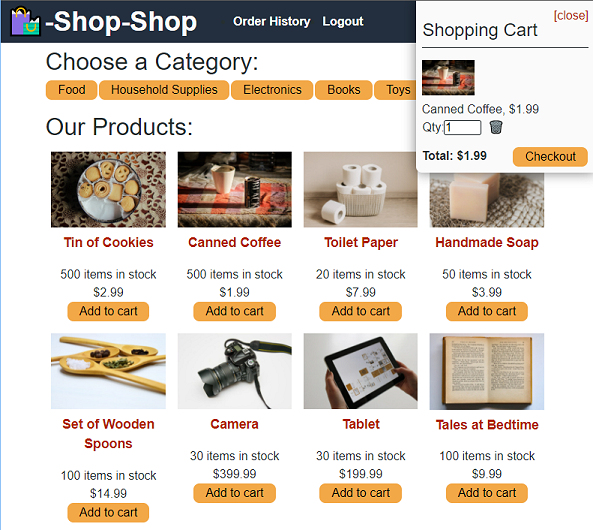 -Shop-Shop
Order History Logout
[close]
Shopping Cart
Canned Coffee, $1.99
Qty: 1
Total: $1.99 Checkout
Choose a Category:
Food Household Supplies Electronics Books Toys
Our Products:
Tin of Cookies
500 items in stock
$2.99
Add to cart
Canned Coffee
500 items in stock
$1.99
Add to cart
Toilet Paper
20 items in stock
$7.99
Add to cart
Handmade Soap
50 items in stock
$3.99
Add to cart
Set of Wooden
Spoons
100 items in stock
$14.99
Add to cart
Camera
30 items in stock
$399.99
Add to cart
Tablet
30 items in stock
$199.99
Add to cart
Tales at Bedtime
100 items in stock
$9.99
Add to cart